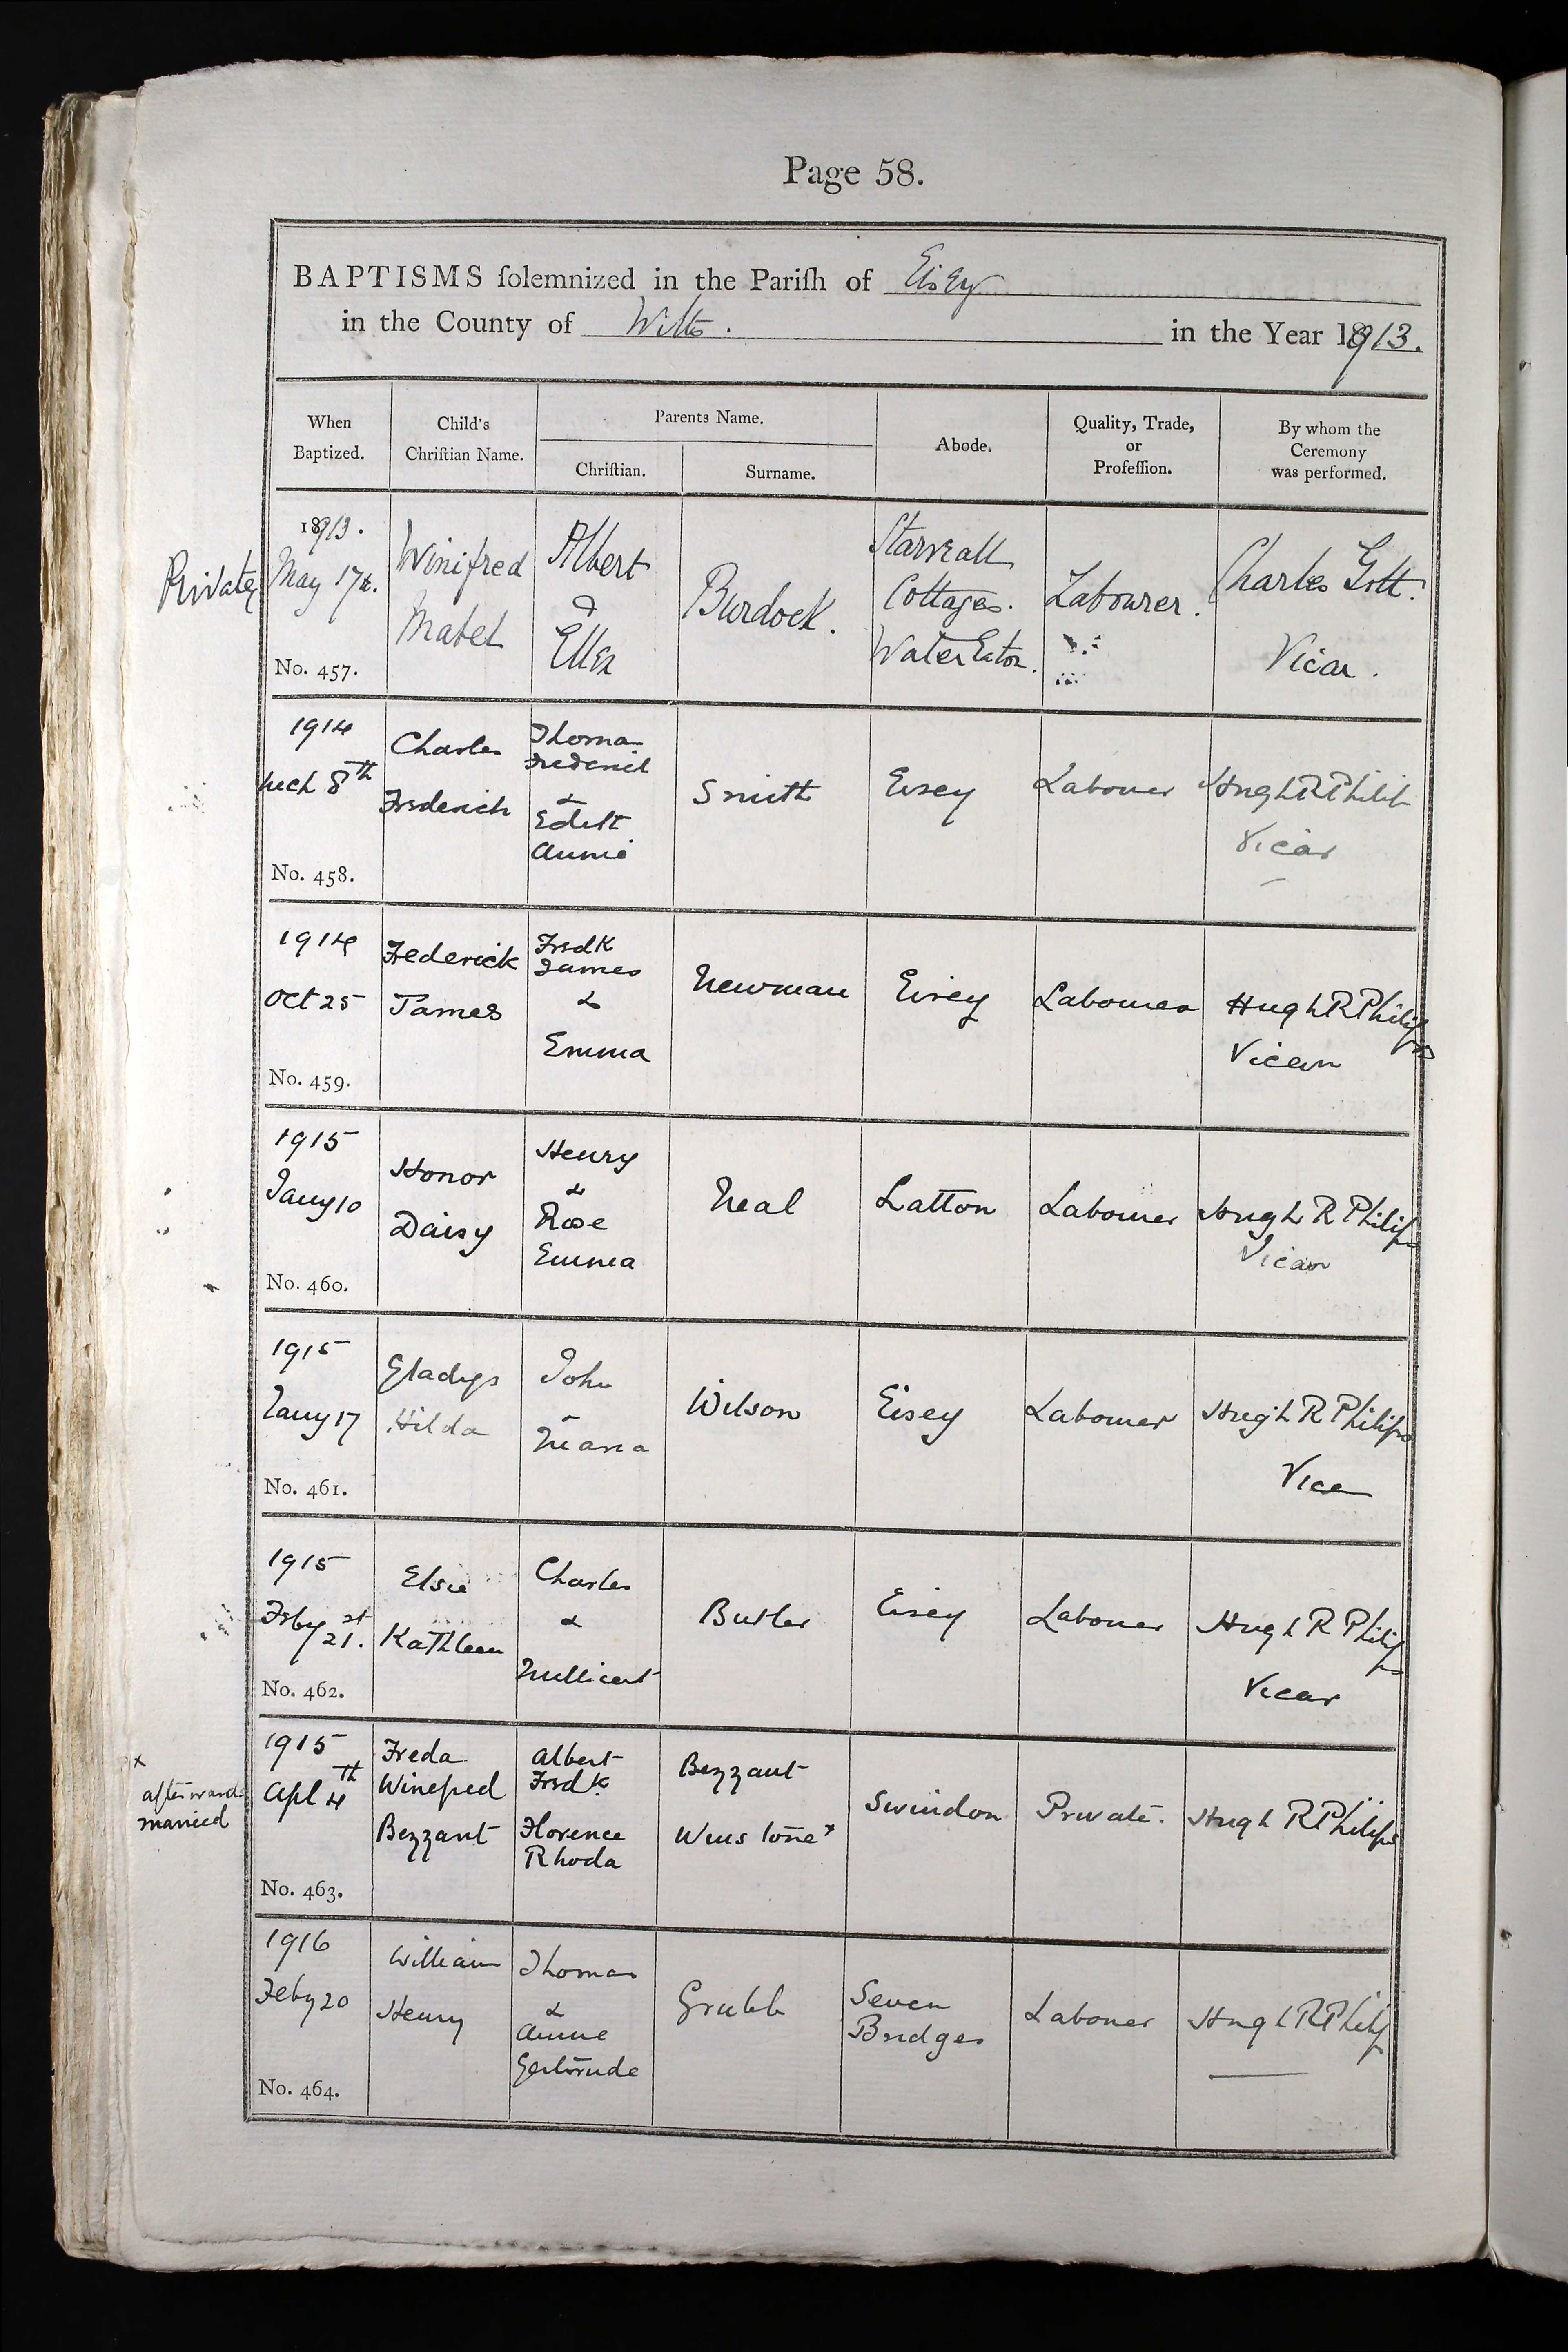 Page 58.
BAPTISMS ſolemnized in the Pariſh of Eisey
in the County of Wilts. in the Year 1913.
When Baptized.
Child's Chriſtian Name.
Parents Name.
Chriſtian.
Surname.
Abode.
Quality, Trade, or Profeſſion.
By whom the Ceremony was performed.
Private
1913.
May 17th.
No. 457.
Winifred
Mabel
Albert
&
Ellen
Burdock.
Starveall
Cottages.
Water Eaton.
Labourer.
Charles Gott.
Vicar.
1914
Mch 8th
No. 458.
Charles
Frederick
Thomas
Frederick
&
Edith
Annie
Smith
Eisey
Labourer
Hugh R Philips
Vicar
1914
Oct 25
No. 459.
Frederick
James
Fredk
James
&
Emma
Newman
Eisey
Labourer
Hugh R Philips
Vicar
1915
Jany 10
No. 460.
Honor
Daisy
Henry
&
Rose
Emma
Neal
Latton
Labourer
Hugh R Philips
Vicar
1915
Jany 17
No. 461.
Gladys
Hilda
John
Maria
Wilson
Eisey
Labourer
Hugh R Philips
Vicar
1915
Feby 21st.
No. 462.
Elsie
Kathleen
Charles
&
Millicent
Butler
Eisey
Labourer
Hugh R Philips
Vicar
x
afterwards
married
1915
Apl 4th
No. 463.
Freda
Winefred
Bezzant
Albert
Fredk
Florence
Rhoda
Bezzant
Winstone x
Swindon
Private.
Hugh R Philips
1916
Feby 20
No. 464.
William
Henry
Thomas
&
Annie
Gertrude
Grubb
Seven
Bridges
Labourer
Hugh R Philips